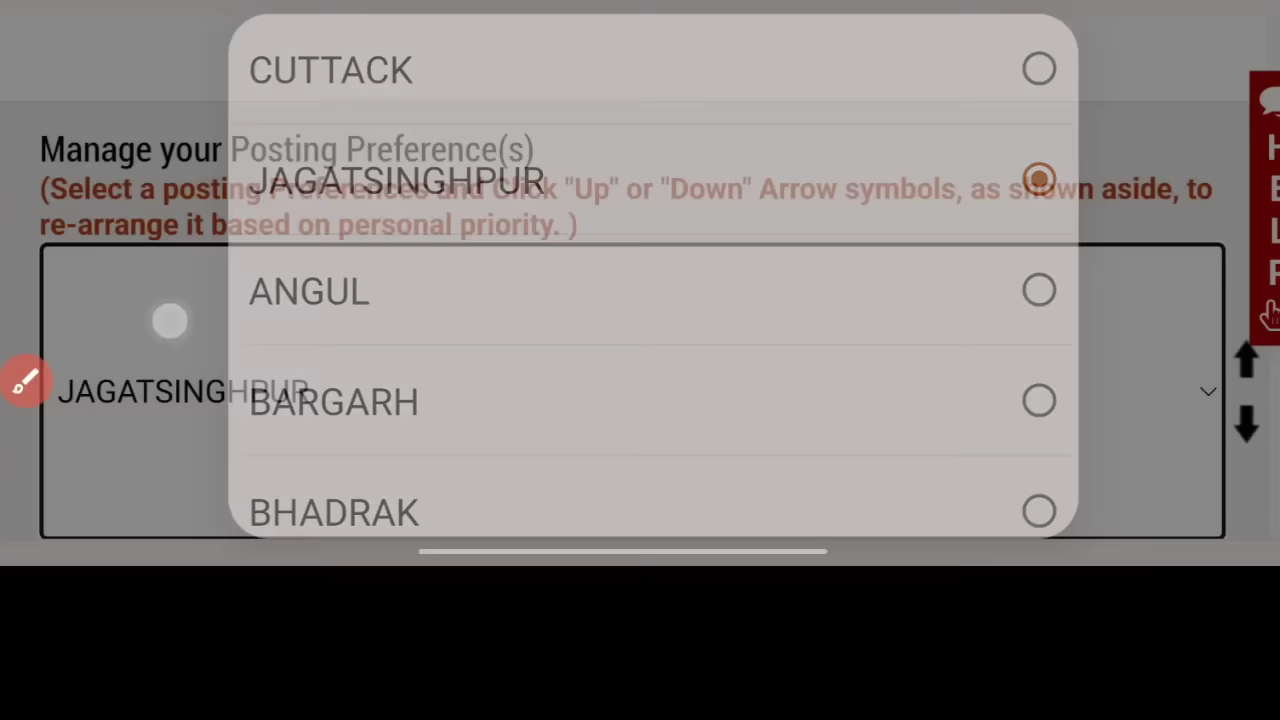 CUTTACK
Manage your Posting Preference(s)
JAGATSINGHPUR
(Select a posting Preferences and Click "Up" or "Down" Arrow symbols, as shown aside, to
re-arrange it based on personal priority. )
ANGUL
JAGATSINGHPUR
BARGARH
BHADRAK
H
E
L
P